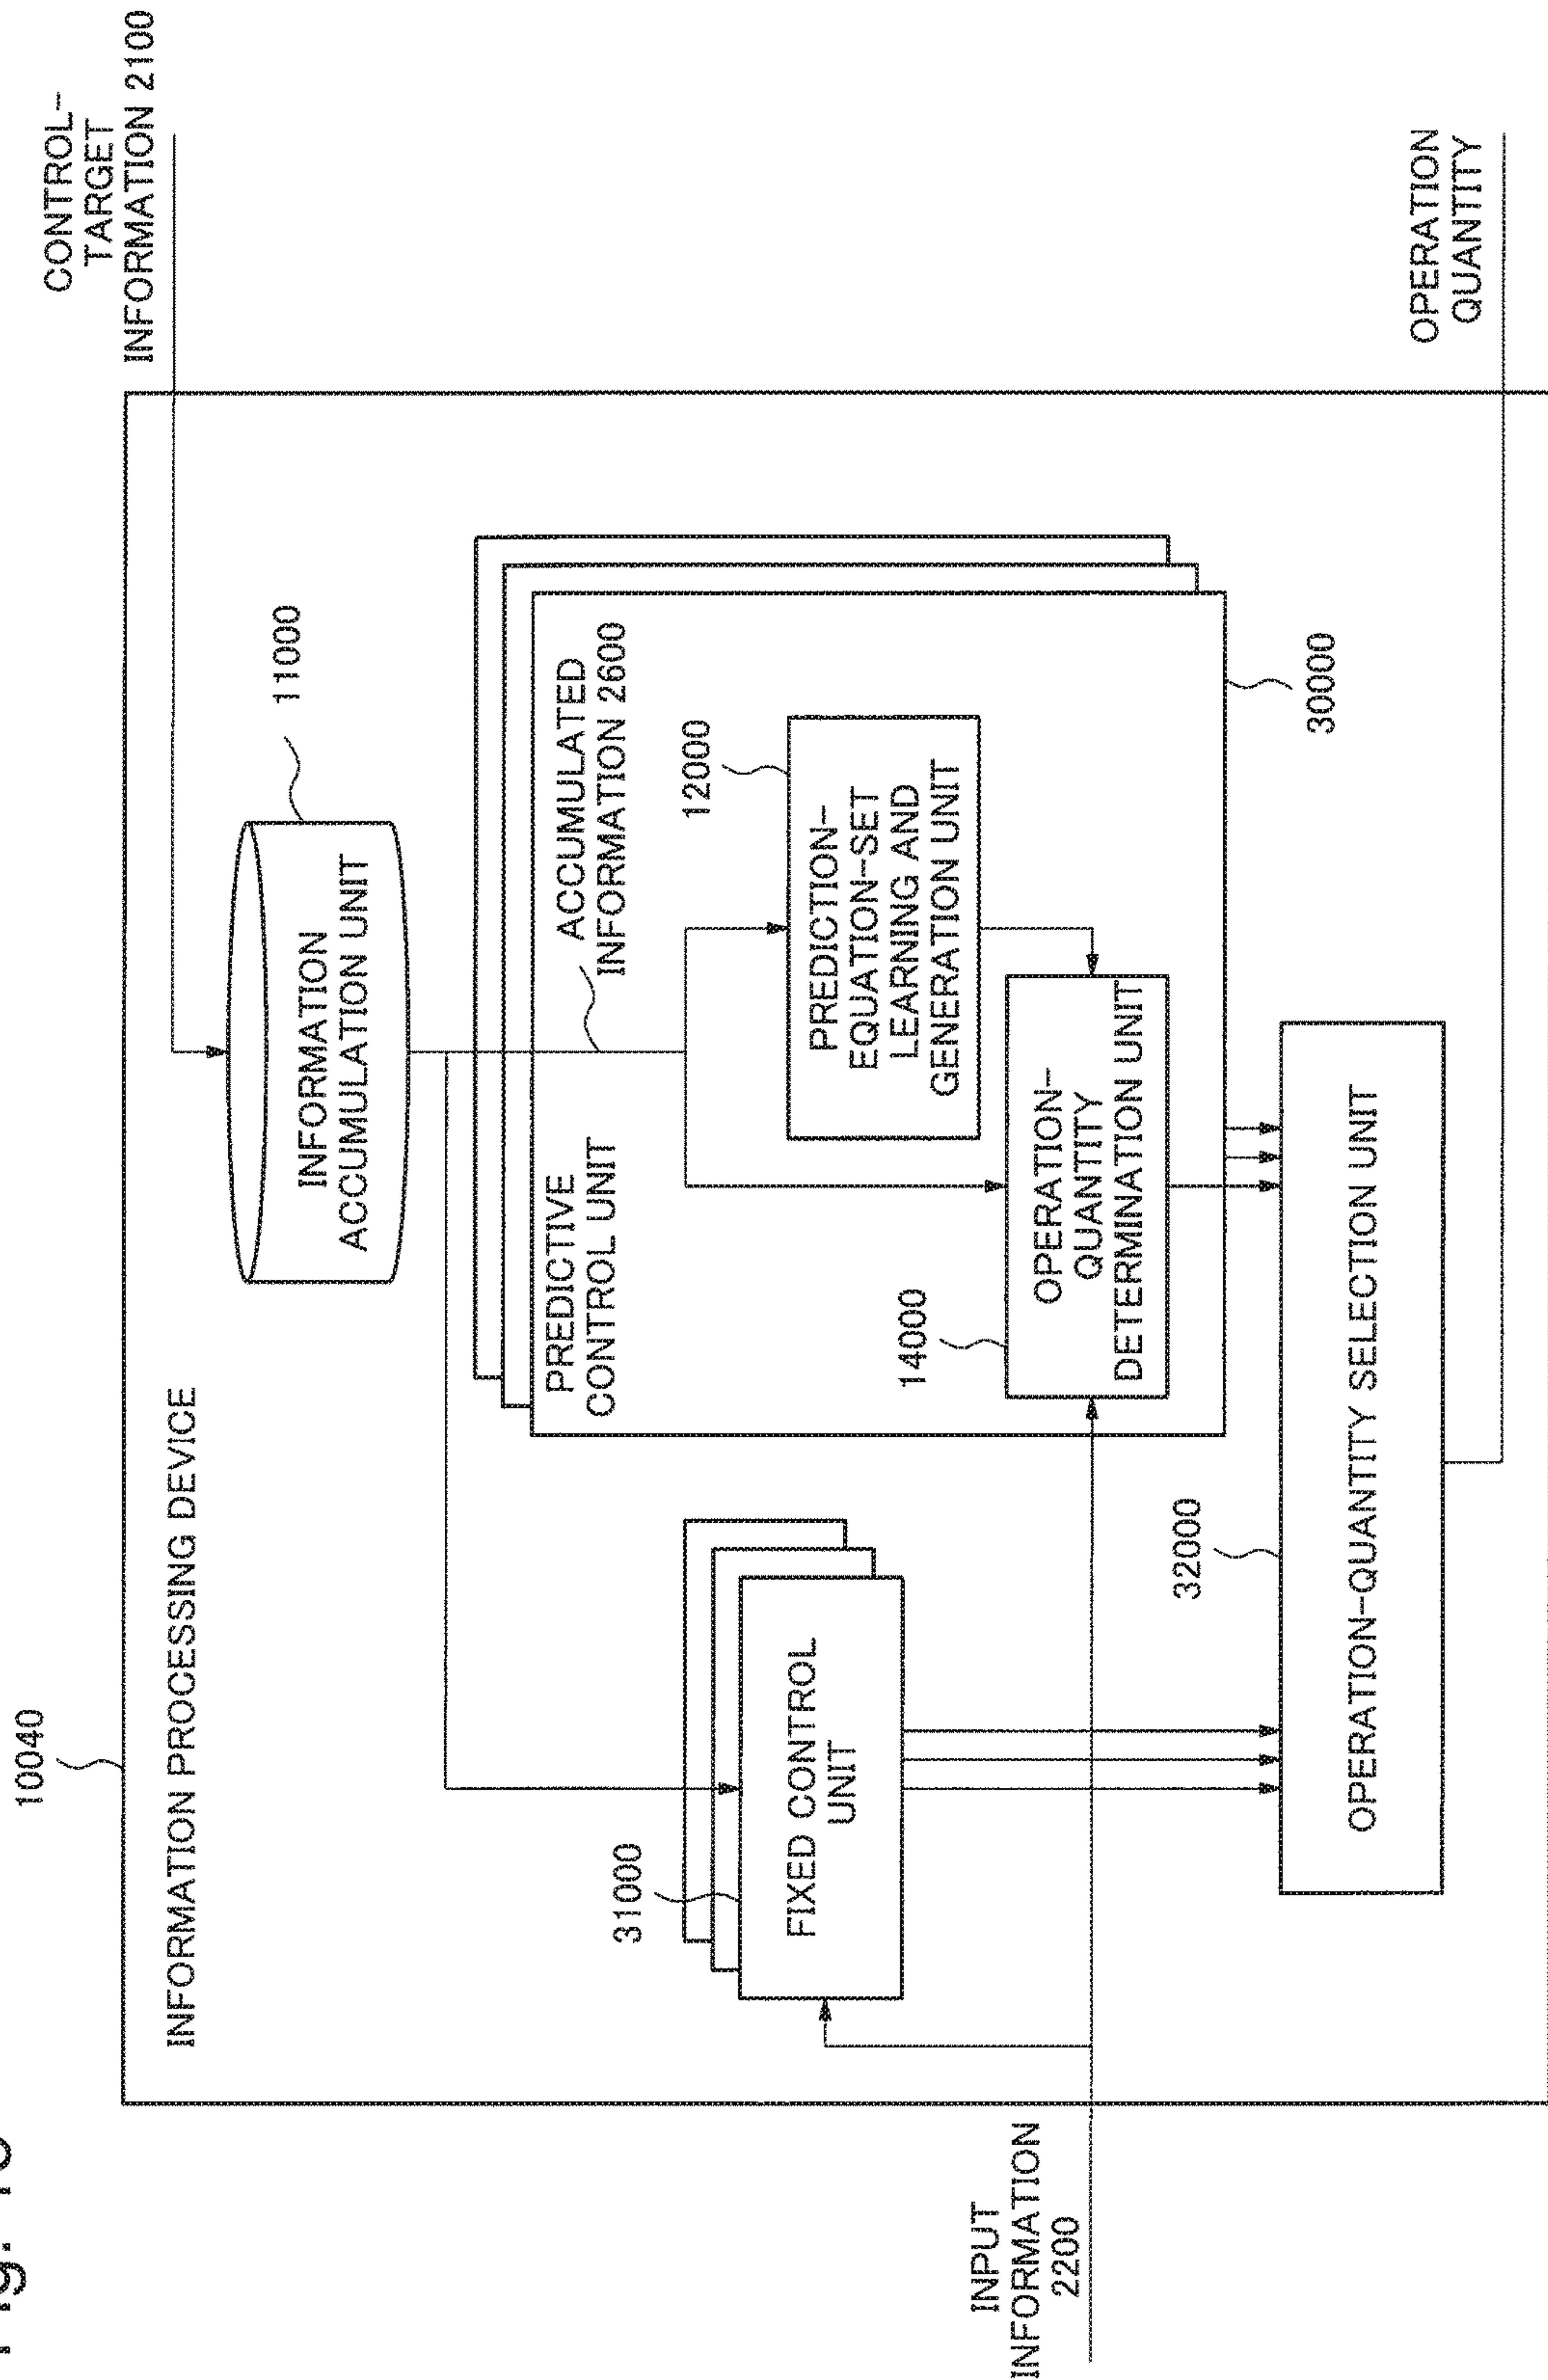 10040
INFORMATION PROCESSING DEVICE
CONTROL-
TARGET
INFORMATION 2100
11000
INFORMATION
ACCUMULATION UNIT
PREDICTIVE
CONTROL UNIT
ACCUMULATED
INFORMATION 2600
12000
PREDICTION-
EQUATION-SET
LEARNING AND
GENERATION UNIT
31000
FIXED CONTROL
UNIT
14000
OPERATION-
QUANTITY
DETERMINATION UNIT
30000
INPUT
INFORMATION
2200
32000
OPERATION-QUANTITY SELECTION UNIT
OPERATION
QUANTITY